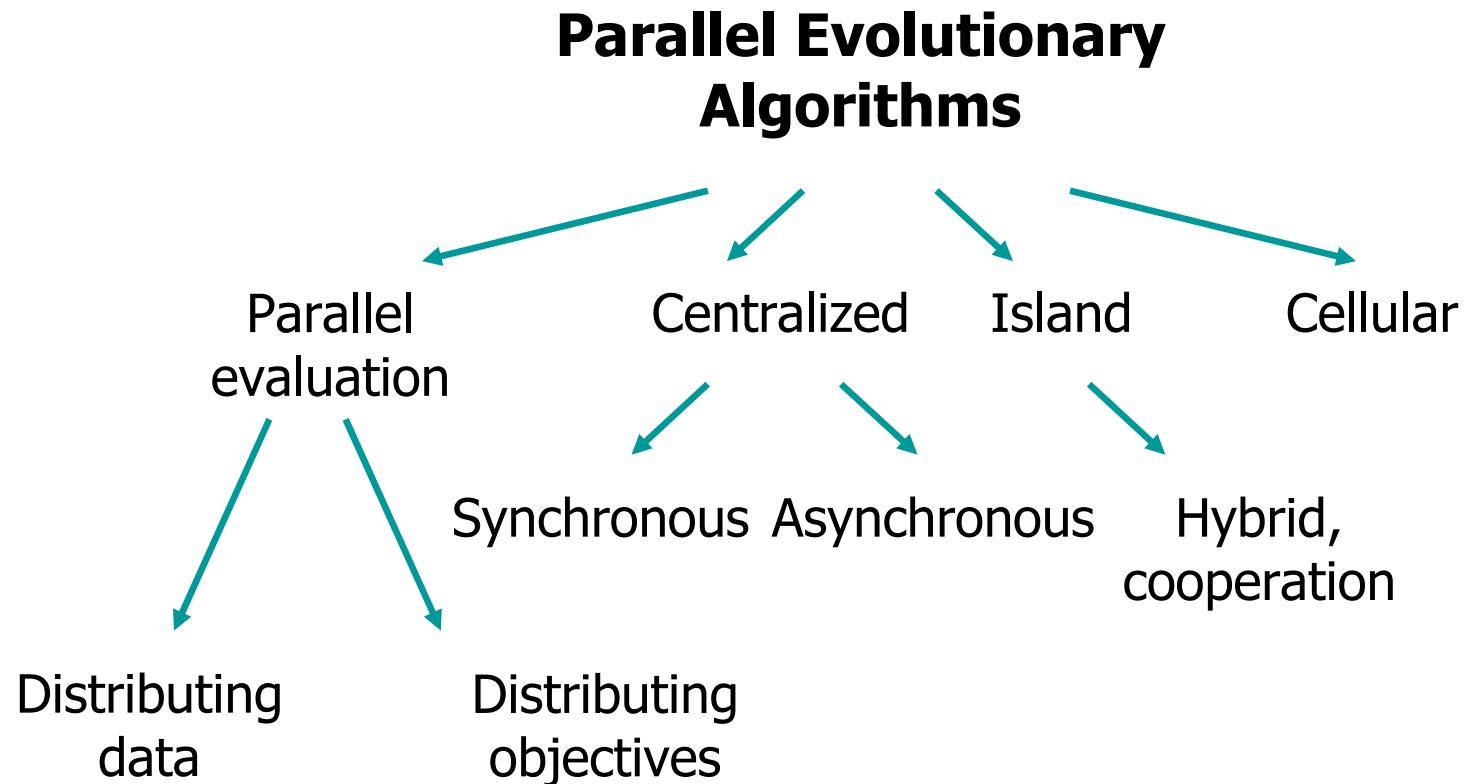 Parallel Evolutionary
Algorithms
Parallel
evaluation
Centralized
Island
Cellular
Synchronous
Asynchronous
Hybrid,
cooperation
Distributing
data
Distributing
objectives